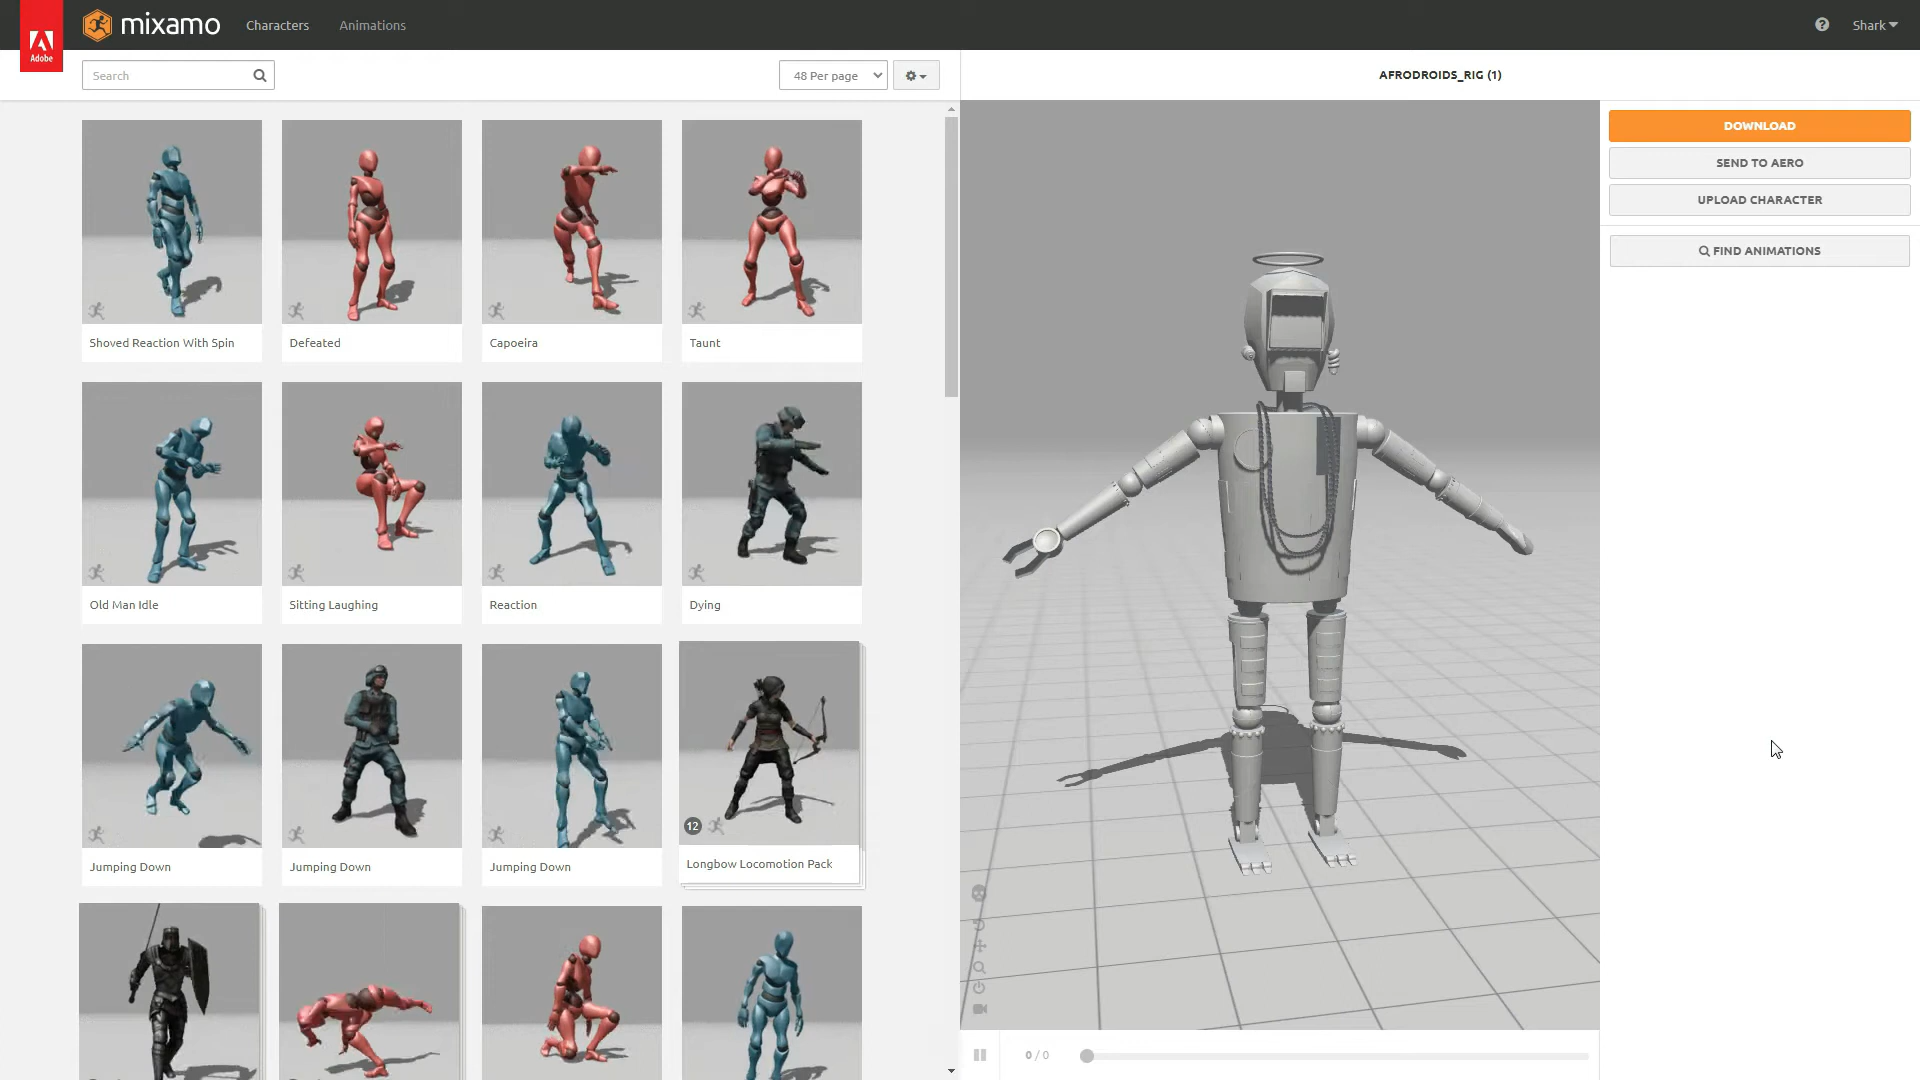 Adobe
mixamo
Characters
Animations
Shark
Search
48 Per page
AFRODROIDS_RIG (1)
DOWNLOAD
SEND TO AERO
UPLOAD CHARACTER
FIND ANIMATIONS
Shoved Reaction With Spin
Defeated
Capoeira
Taunt
Old Man Idle
Sitting Laughing
Reaction
Dying
12
Jumping Down
Jumping Down
Jumping Down
Longbow Locomotion Pack
0 / 0